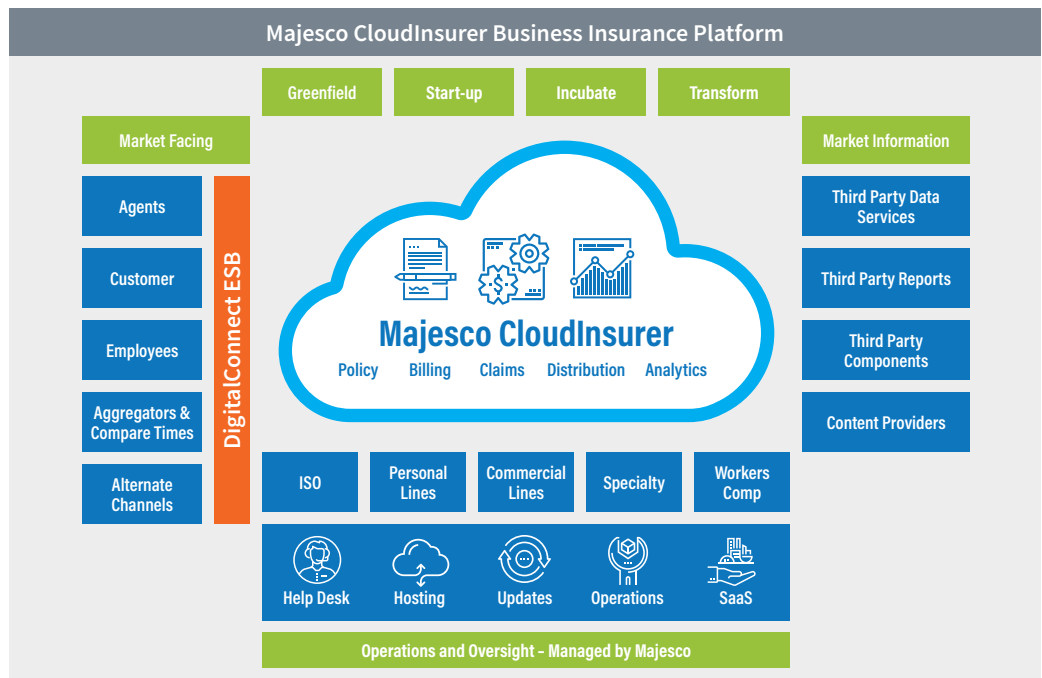 Majesco CloudInsurer Business Insurance Platform
Greenfield
Start-up
Incubate
Transform
Market Facing
Agents
Customer
Employees
Aggregators &
Compare Times
Alternate
Channels
DigitalConnect ESB
$
Majesco CloudInsurer
Policy Billing Claims Distribution Analytics
Market Information
Third Party Data
Services
Third Party Reports
Third Party
Components
Content Providers
ISO
Personal
Lines
Commercial
Lines
Specialty
Workers
Comp
Help Desk
Hosting
Updates
Operations
SaaS
Operations and Oversight – Managed by Majesco